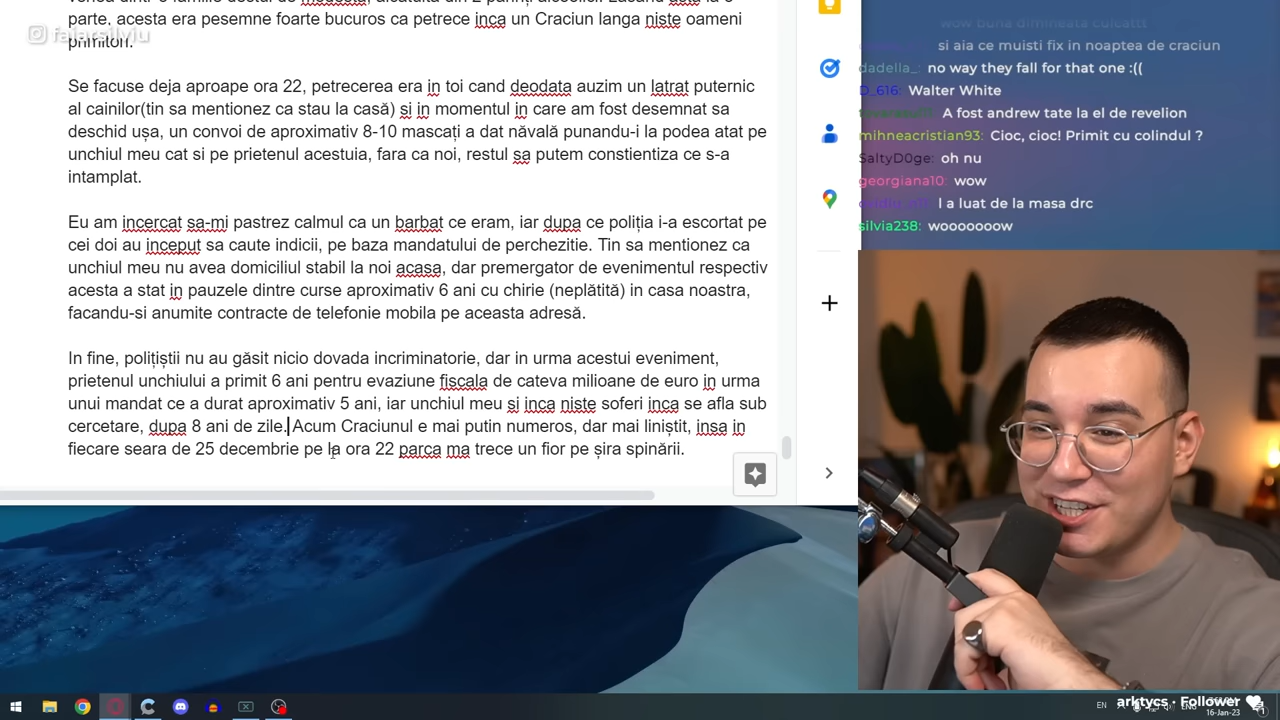 parte, acesta era pesemne foarte bucuros ca petrece inca un Craciun langa niste oameni
primitori.
faiarsilviu
Se facuse deja aproape ora 22, petrecerea era in toi cand deodata auzim un latrat puternic
al cainilor(tin sa mentionez ca stau la casă) și in momentul in care am fost desemnat sa
deschid ușa, un convoi de aproximativ 8-10 mascați a dat năvală punandu-i la podea atat pe
unchiul meu cat si pe prietenul acestuia, fara ca noi, restul sa putem constientiza ce s-a
intamplat.
Eu am incercat sa-mi pastrez calmul ca un barbat ce eram, iar dupa ce poliția i-a escortat pe
cei doi au inceput sa caute indicii, pe baza mandatului de perchezitie. Tin sa mentionez ca
unchiul meu nu avea domiciliul stabil la noi acasa, dar premergator de evenimentul respectiv
acesta a stat in pauzele dintre curse aproximativ 6 ani cu chirie (neplătită) in casa noastra,
facandu-si anumite contracte de telefonie mobila pe aceasta adresă.
In fine, polițiștii nu au găsit nicio dovada incriminatorie, dar in urma acestui eveniment,
prietenul unchiului a primit 6 ani pentru evaziune fiscala de cateva milioane de euro in urma
unui mandat ce a durat aproximativ 5 ani, iar unchiul meu si inca niste soferi inca se afla sub
cercetare, dupa 8 ani de zile. Acum Craciunul e mai putin numeros, dar mai liniștit, insa in
fiecare seara de 25 decembrie pe la ora 22 parca ma trece un fior pe șira spinării.
wow buna dimineata culbatt
si aia ce muisti fix in noaptea de craciun
dadella_: no way they fall for that one :((
D_616: Walter White
A fost andrew tate la el de revelion
mihneacristian93: Cioc, cioc! Primit cu colindul ?
SaltyD0ge: oh nu
georgiana10: wow
l a luat de la masa drc
silvia238: wooooooow
EN
arktycs · Follower
16-Jan-23